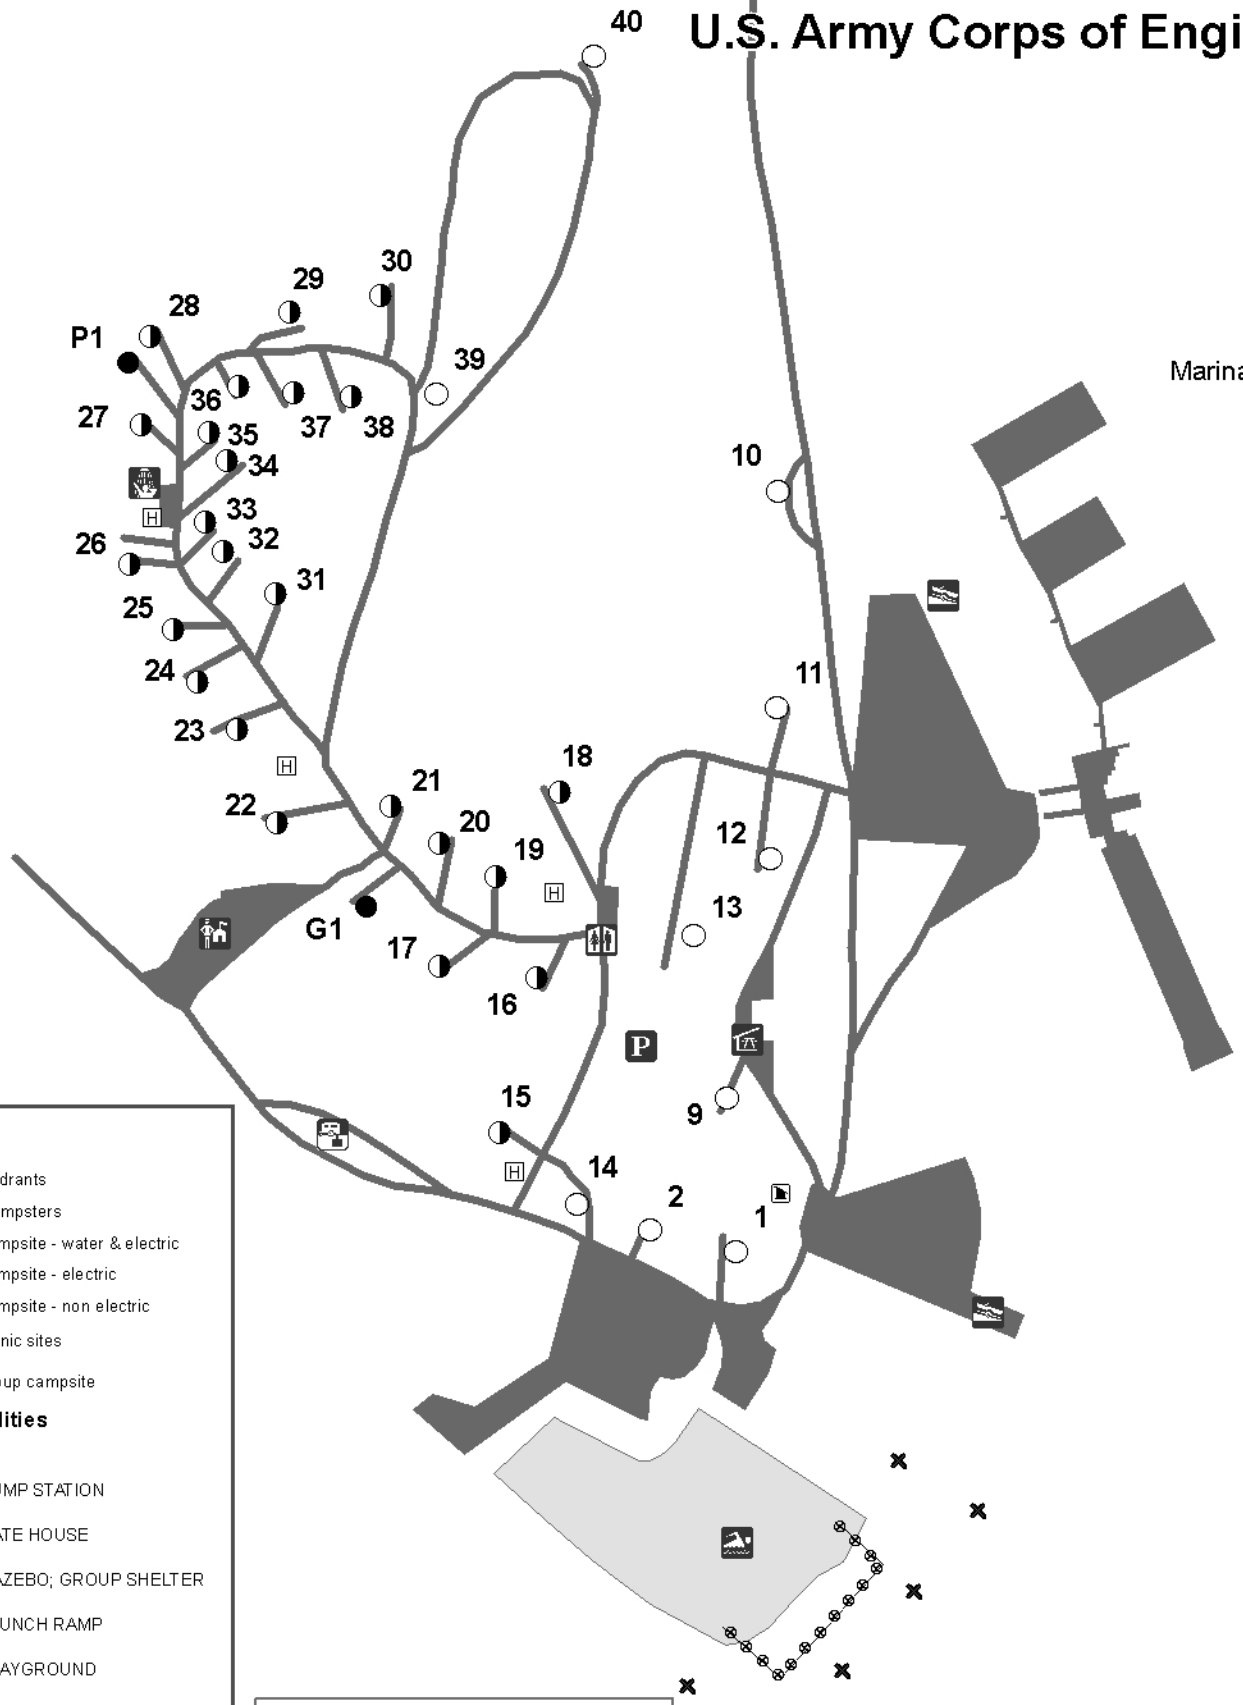 40
U.S. Army Corps of Engi
30
29
28
P1
39
Marina
36
27
37
38
35
10
34
33
26
32
31
25
24
11
23
18
21
22
20
12
19
13
G1
17
16
P
15
9
14
2
1
H
H
H
H
drants
mpsters
mpsite - water & electric
mpsite - electric
mpsite - non electric
nic sites
oup campsite
lities
UMP STATION
ATE HOUSE
AZEBO; GROUP SHELTER
UNCH RAMP
AYGROUND